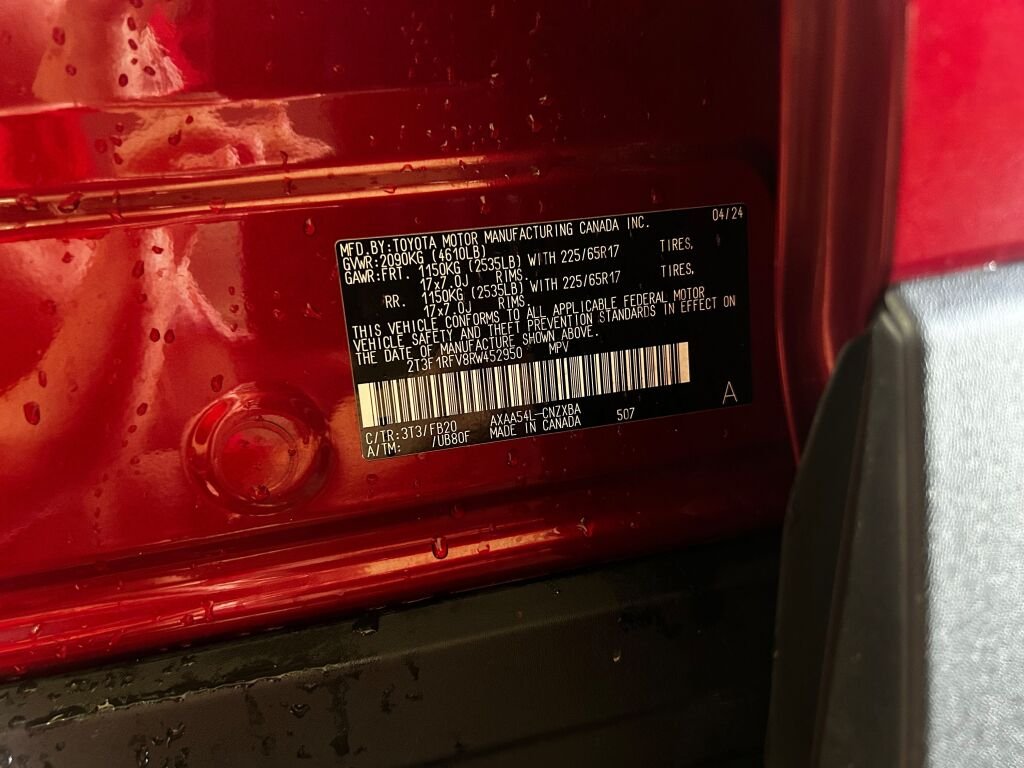 04/24
MFD.BY:TOYOTA MOTOR MANUFACTURING CANADA INC.
GVWR:2090KG (4610LB)
GAWR:FRT. 1150KG (2535LB) WITH 225/65R17 TIRES,
17x7.0J RIMS.
RR. 1150KG (2535LB) WITH 225/65R17 TIRES,
17x7.0J RIMS.
THIS VEHICLE CONFORMS TO ALL APPLICABLE FEDERAL MOTOR
VEHICLE SAFETY AND THEFT PREVENTION STANDARDS IN EFFECT ON
THE DATE OF MANUFACTURE SHOWN ABOVE.
2T3F1RFV8RW452950 MPV
C/TR:3T3/FB20 AXAA54L-CNZXBA 507
A/TM: /UB80F MADE IN CANADA
A